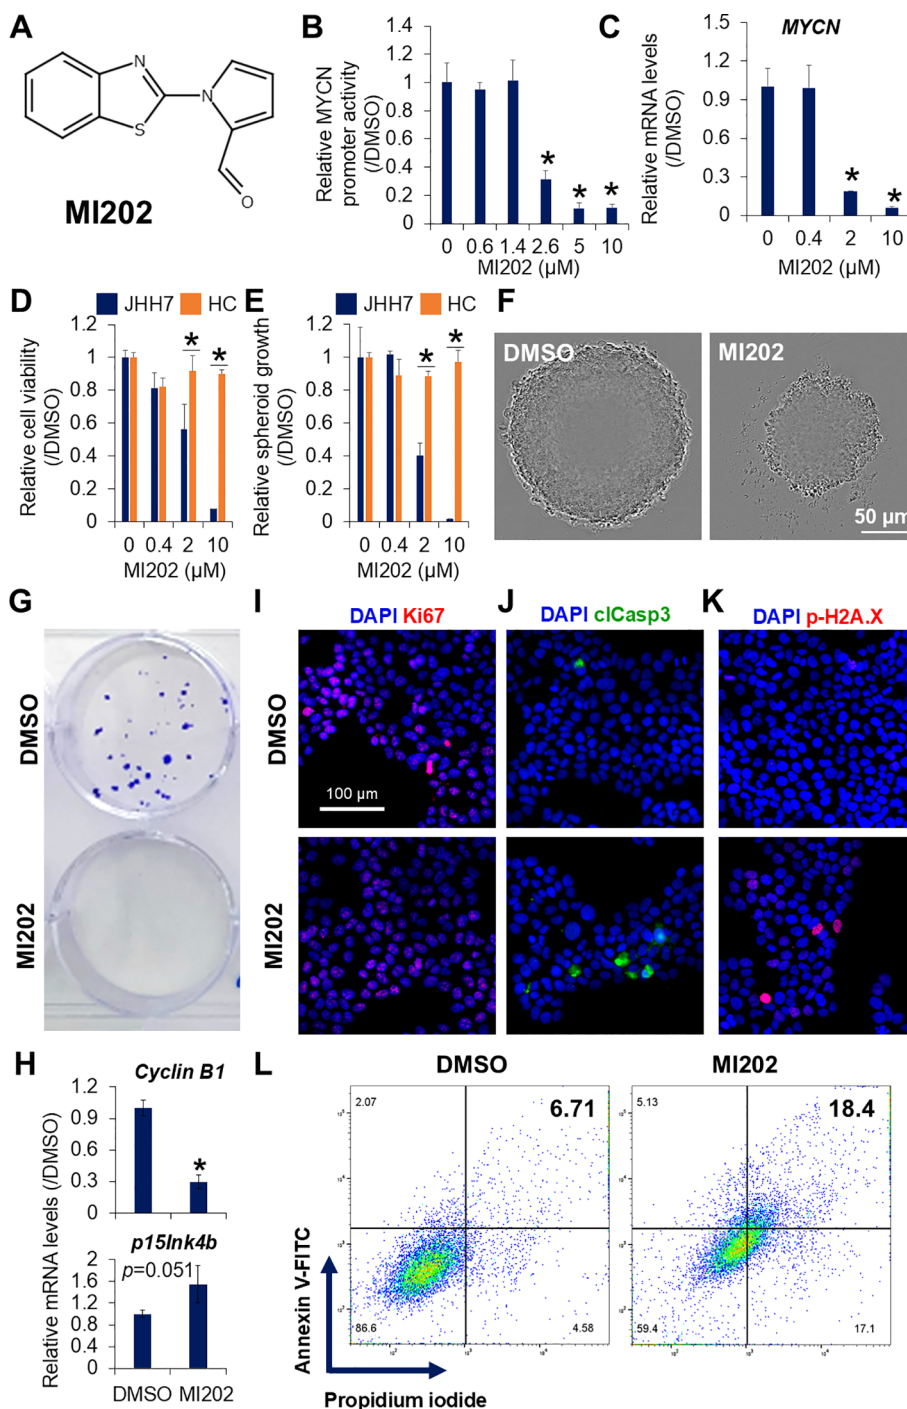 A
N
N
S
O
MI202
B
Relative MYCN
promoter activity
(/DMSO)
1.4
1.2
1
0.8
0.6
0.4
0.2
0
*
*
*
0 0.6 1.4 2.6 5 10
MI202 (µM)
C
MYCN
Relative mRNA levels
(/DMSO)
1.5
1.2
0.9
0.6
0.3
0
*
*
0 0.4 2 10
MI202 (µM)
D
JHH7 HC
Relative cell viability
(/DMSO)
1.2
1
0.8
0.6
0.4
0.2
0
*
*
0 0.4 2 10
MI202 (µM)
E
JHH7 HC
Relative spheroid growth
(/DMSO)
1.2
1
0.8
0.6
0.4
0.2
0
*
*
0 0.4 2 10
MI202 (µM)
F
DMSO
MI202
50 µm
G
DMSO
MI202
I
DAPI Ki67
J
DAPI clCasp3
K
DAPI p-H2A.X
DMSO
100 µm
MI202
H
Relative mRNA levels (/DMSO)
Cyclin B1
1.2
0.9
0.6
0.3
0
*
p15Ink4b
p=0.051
2
1.6
1.2
0.8
0.4
0
DMSO MI202
L
DMSO
MI202
2.07
6.71
86.6
4.58
5.13
18.4
59.4
17.1
Annexin V-FITC
Propidium iodide